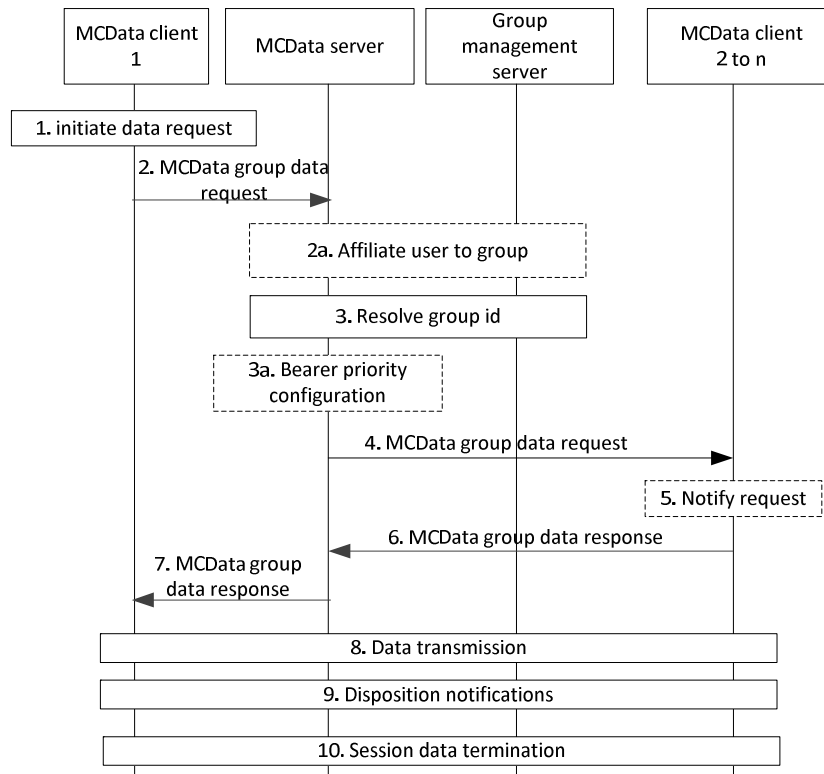 MCData client
1
MCData server
Group
management
server
MCData client
2 to n
1. initiate data request
2. MCData group data
request
2a. Affiliate user to group
3. Resolve group id
3a. Bearer priority
configuration
4. MCData group data request
5. Notify request
6. MCData group data response
7. MCData group
data response
8. Data transmission
9. Disposition notifications
10. Session data termination